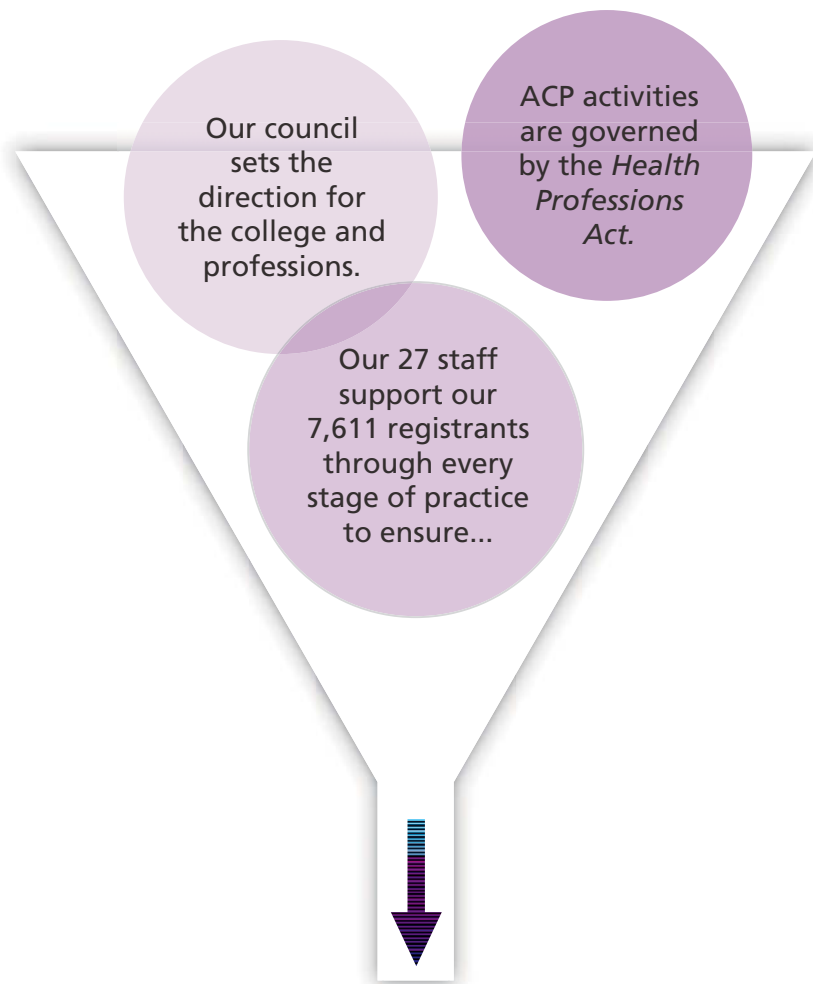 Our council
sets the
direction for
the college and
professions.
ACP activities
are governed
by the Health
Professions
Act.
Our 27 staff
support our
7,611 registrants
through every
stage of practice
to ensure...